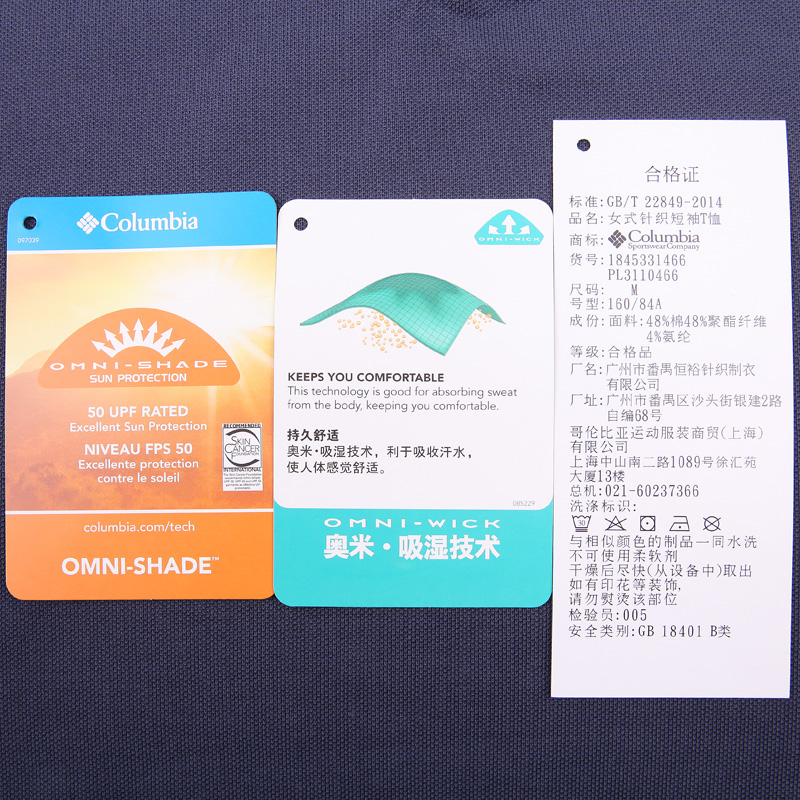 Columbia
097039
OMNI-SHADE
SUN PROTECTION
50 UPF RATED
Excellent Sun Protection
NIVEAU FPS 50
Excellente protection
contre le soleil
RECOMMENDED
SKIN
CANCER
FOUNDATION
INTERNATIONAL
columbia.com/tech
OMNI-SHADE™
OMNI-WICK
KEEPS YOU COMFORTABLE
This technology is good for absorbing sweat
from the body, keeping you comfortable.
持久舒适
奥米·吸湿技术，利于吸收汗水，
使人体感觉舒适。
085229
OMNI-WICK
奥米·吸湿技术
合格证
标准:GB/T 22849-2014
品名:女式针织短袖T恤
商标:Columbia
Sportswear Company
货号:1845331466
PL3110466
尺码: M
号型:160/84A
成份:面料:48%棉48%聚酯纤维
4%氨纶
等级:合格品
厂名:广州市番禺恒裕针织制衣
有限公司
厂址:广州市番禺区沙头街银建2路
自编68号
哥伦比亚运动服装商贸(上海)
有限公司
上海中山南二路1089号徐汇苑
大厦13楼
总机:021-60237366
洗涤标识:
30
与相似颜色的制品一同水洗
不可使用柔软剂
干燥后尽快(从设备中)取出
如有印花等装饰,
请勿熨烫该部位
检验员:005
安全类别:GB 18401 B类